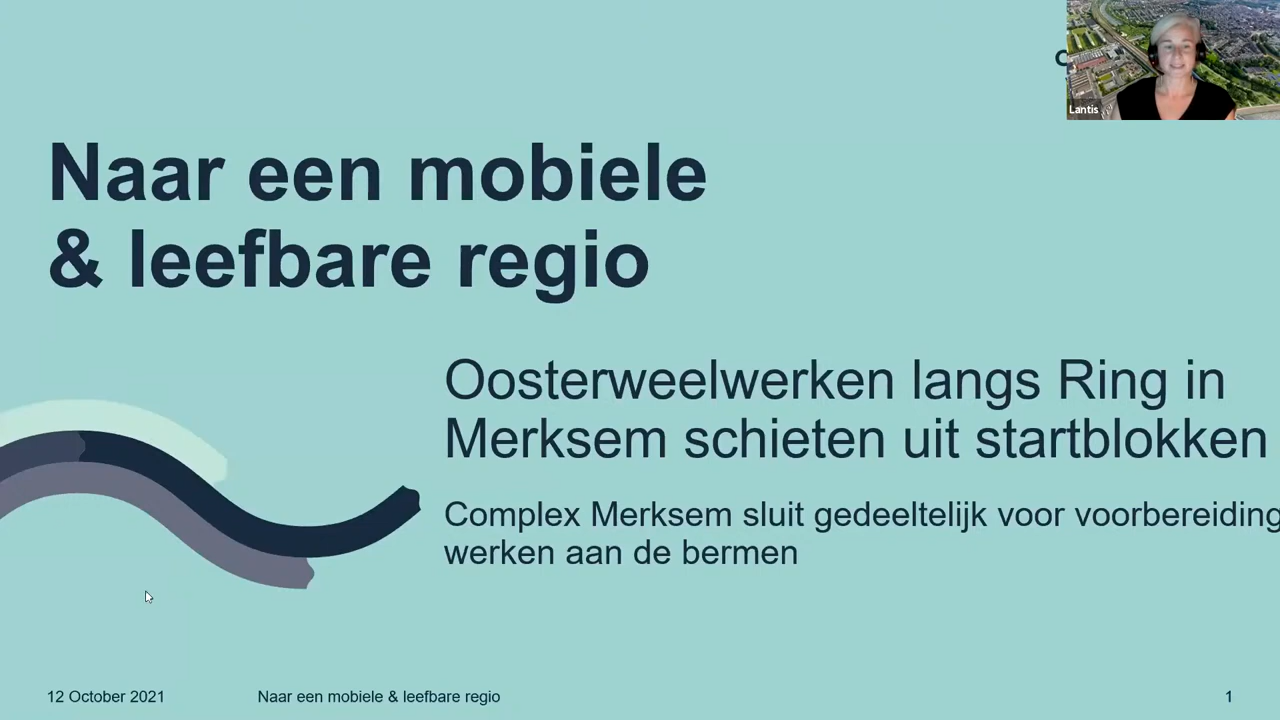 Lantis
Naar een mobiele
& leefbare regio
Oosterweelwerken langs Ring in
Merksem schieten uit startblokken
Complex Merksem sluit gedeeltelijk voor voorbereiding
werken aan de bermen
12 October 2021
Naar een mobiele & leefbare regio
1